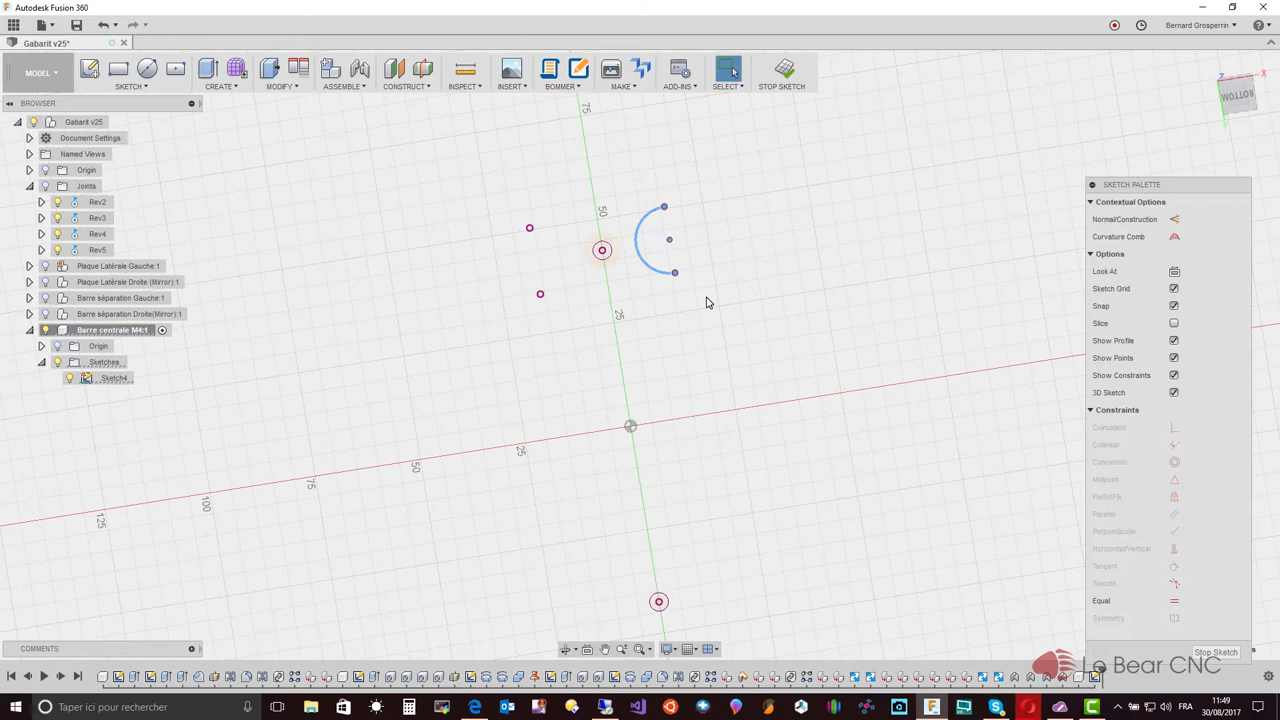 Autodesk Fusion 360
Bernard Grosperrin
Gabarit v25*
MODEL
SKETCH
CREATE
MODIFY
ASSEMBLE
CONSTRUCT
INSPECT
INSERT
BOMMER
MAKE
ADD-INS
SELECT
STOP SKETCH
BROWSER
Gabarit v25
Document Settings
Named Views
Origin
Joints
Rev2
Rev3
Rev4
Rev5
Plaque Latérale Gauche:1
Plaque Latérale Droite (Mirror):1
Barre séparation Gauche:1
Barre séparation Droite(Mirror):1
Barre centrale M4:1
Origin
Sketches
Sketch4
75
50
25
25
50
75
100
125
X
Z
BOTTOM
SKETCH PALETTE
Contextual Options
Normal/Construction
Curvature Comb
Options
Look At
Sketch Grid
Snap
Slice
Show Profile
Show Points
Show Constraints
3D Sketch
Constraints
Coincident
Collinear
Concentric
Midpoint
Fix/UnFix
Parallel
Perpendicular
Horizontal/Vertical
Tangent
Smooth
Equal
Symmetry
Stop Sketch
COMMENTS
Le Bear CNC
Taper ici pour rechercher
FRA
11:49
30/08/2017